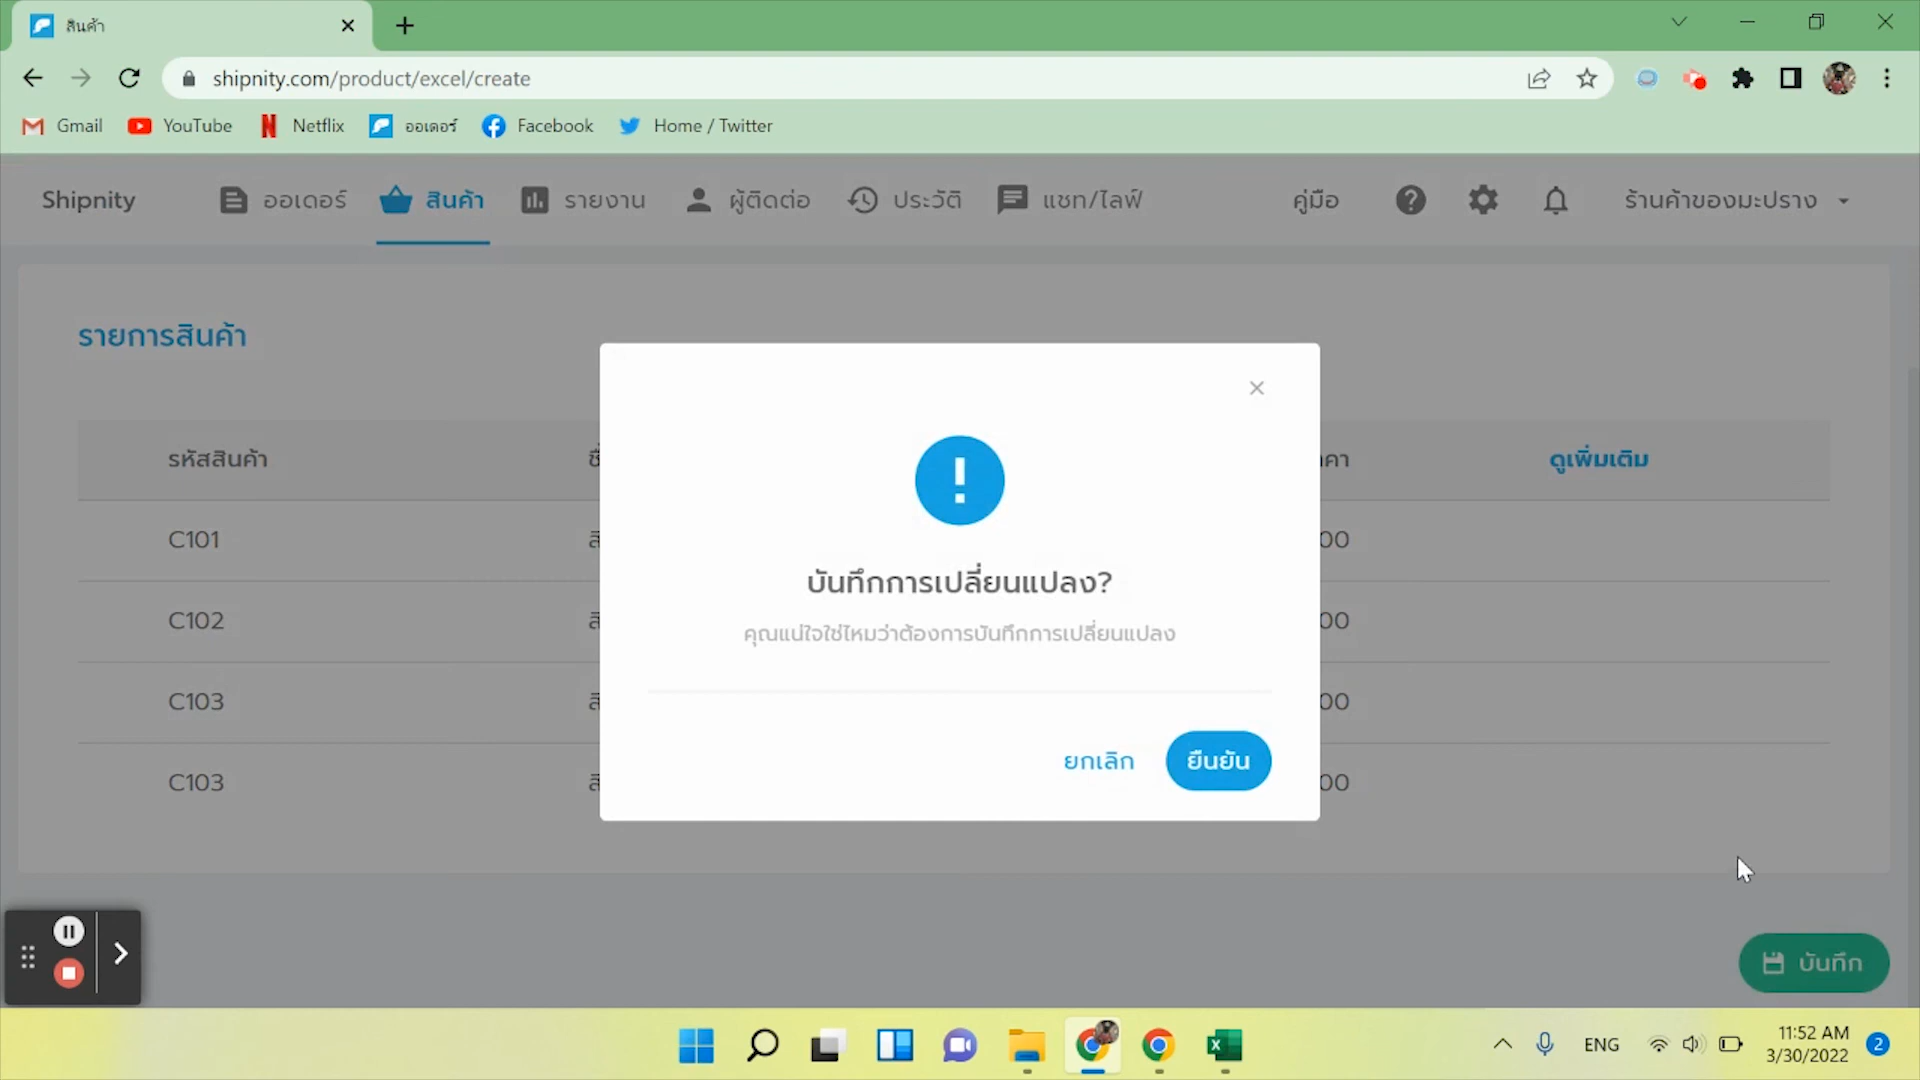 สินค้า
shipnity.com/product/excel/create
Gmail YouTube Netflix ออเดอร์ Facebook Home / Twitter
Shipnity ออเดอร์ สินค้า รายงาน ผู้ติดต่อ ประวัติ แชท/ไลฟ์ คู่มือ ร้านค้าของมะปราง
รายการสินค้า
รหัสสินค้า ดูเพิ่มเติม
C101 00
C102 00
C103 00
C103 00
บันทึกการเปลี่ยนแปลง?
คุณแน่ใจใช่ไหมว่าต้องการบันทึกการเปลี่ยนแปลง
ยกเลิก ยืนยัน
บันทึก
ENG 11:52 AM
3/30/2022 2